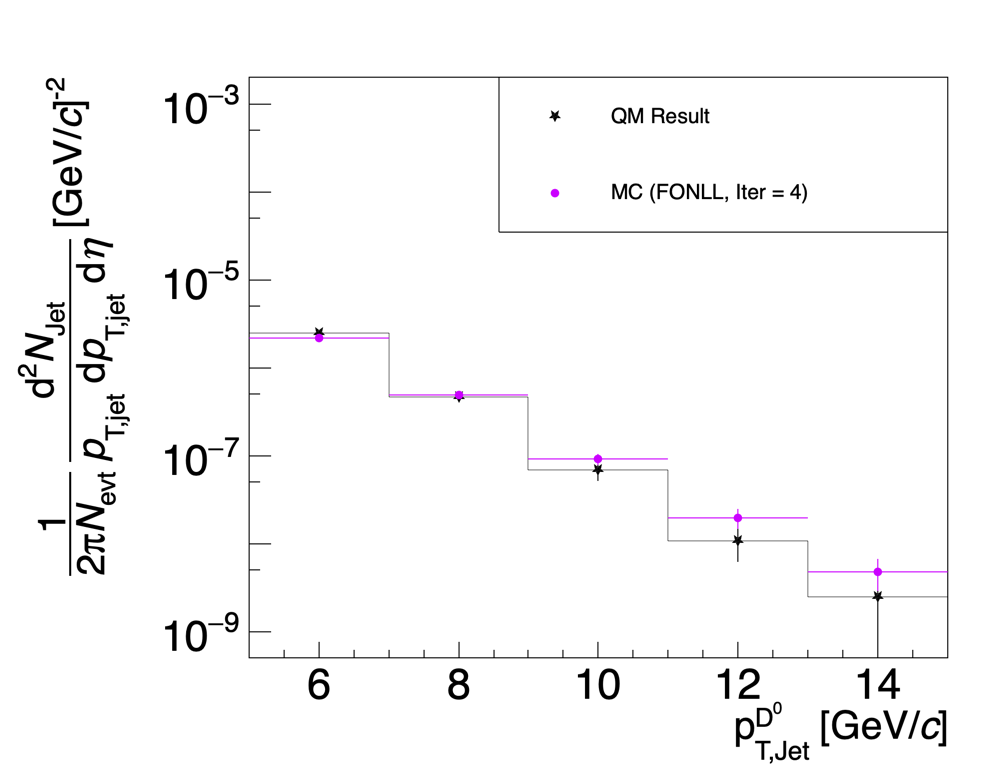 10⁻³
10⁻⁵
10⁻⁷
10⁻⁹
1
2πN_evt
d²N_Jet
p_T,jet dp_T,jet dη
[GeV/c]⁻²
QM Result
MC (FONLL, Iter = 4)
6 8 10 12 14
p_T,Jet^D⁰ [GeV/c]